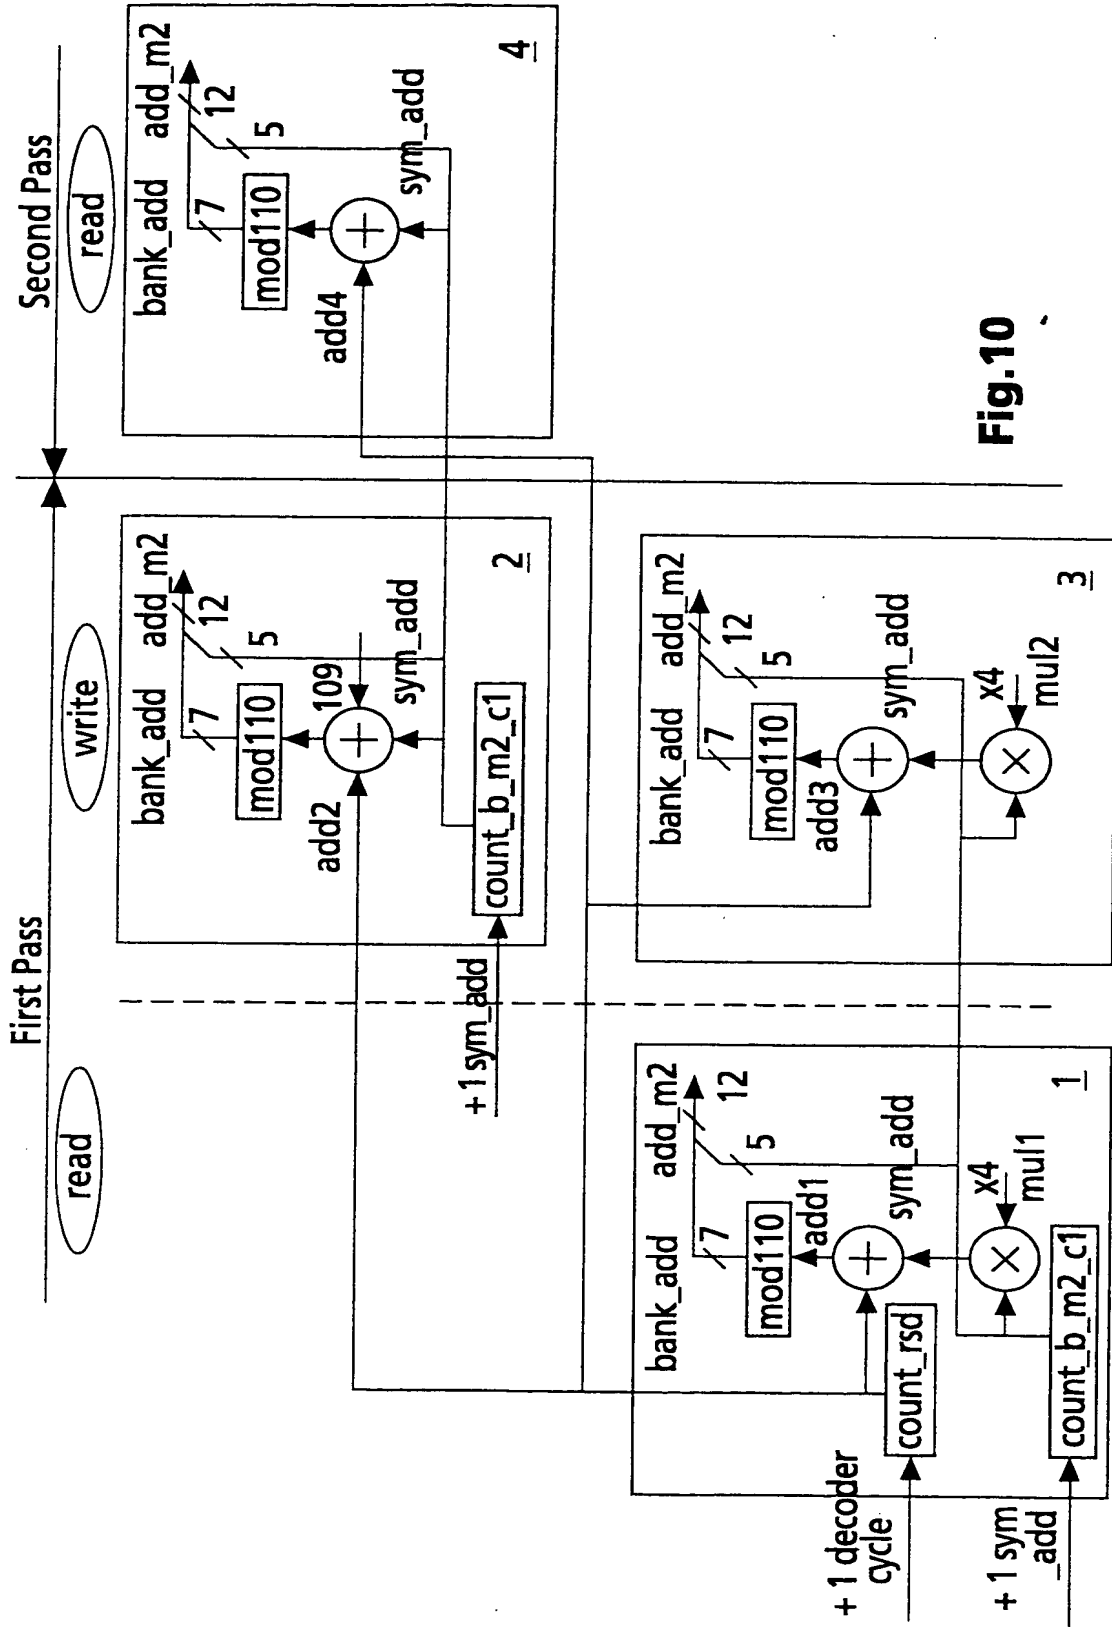 First Pass
Second Pass
read
write
read
bank_add
add_m2
7
12
5
mod110
109
add2
sym_add
count_b_m2_c1
+1 sym_add
2
bank_add
add_m2
7
12
5
mod110
add4
sym_add
4
bank_add
add_m2
7
12
5
mod110
add1
sym_add
x4
mul1
count_rsd
count_b_m2_c1
+1 decoder
cycle
+1 sym
_add
1
bank_add
add_m2
7
12
5
mod110
add3
sym_add
x4
mul2
3
Fig.10